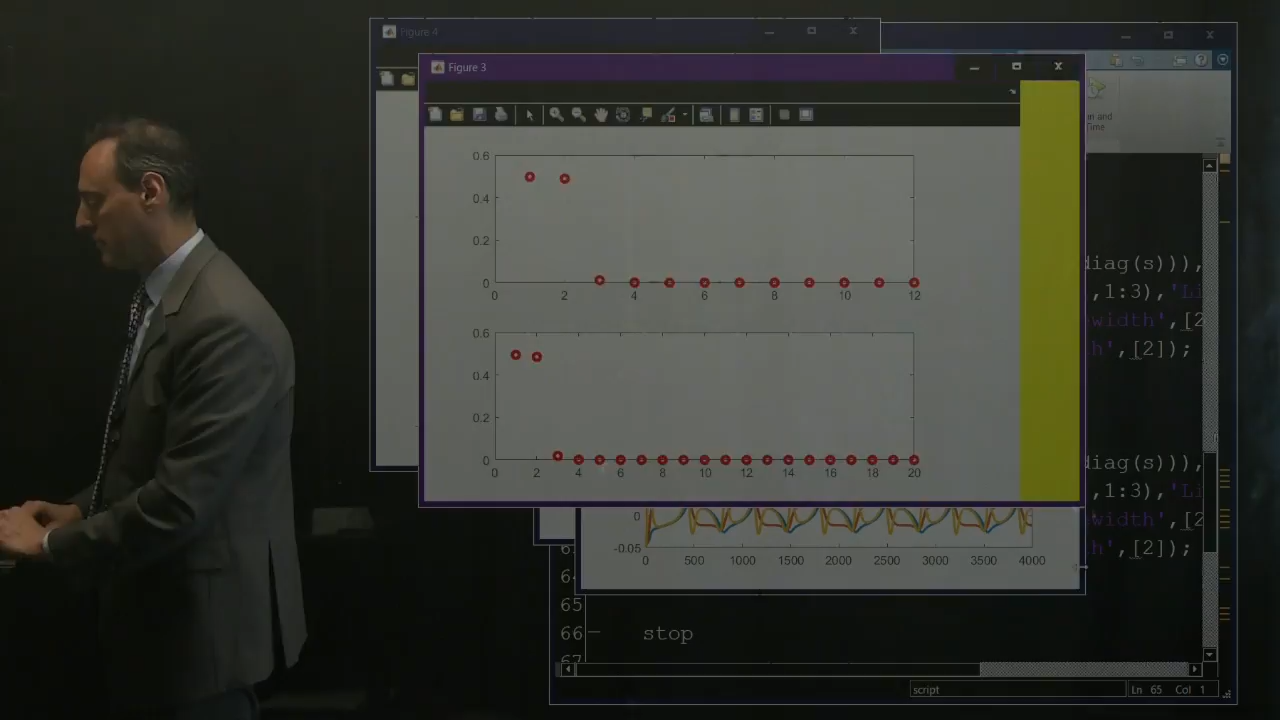 Figure 4
Figure 3
0.6
0.4
0.2
0
0 2 4 6 8 10 12
0.6
0.4
0.2
0
0 2 4 6 8 10 12 14 16 18 20
0
-0.05
0 500 1000 1500 2000 2500 3000 3500 4000
and
Time
diag(s))),
,1:3),'Li
width',[2
h',[2]);
diag(s))),
,1:3),'Li
width',[2
h',[2]);
65
66 stop
67
script
Ln 65 Col 1